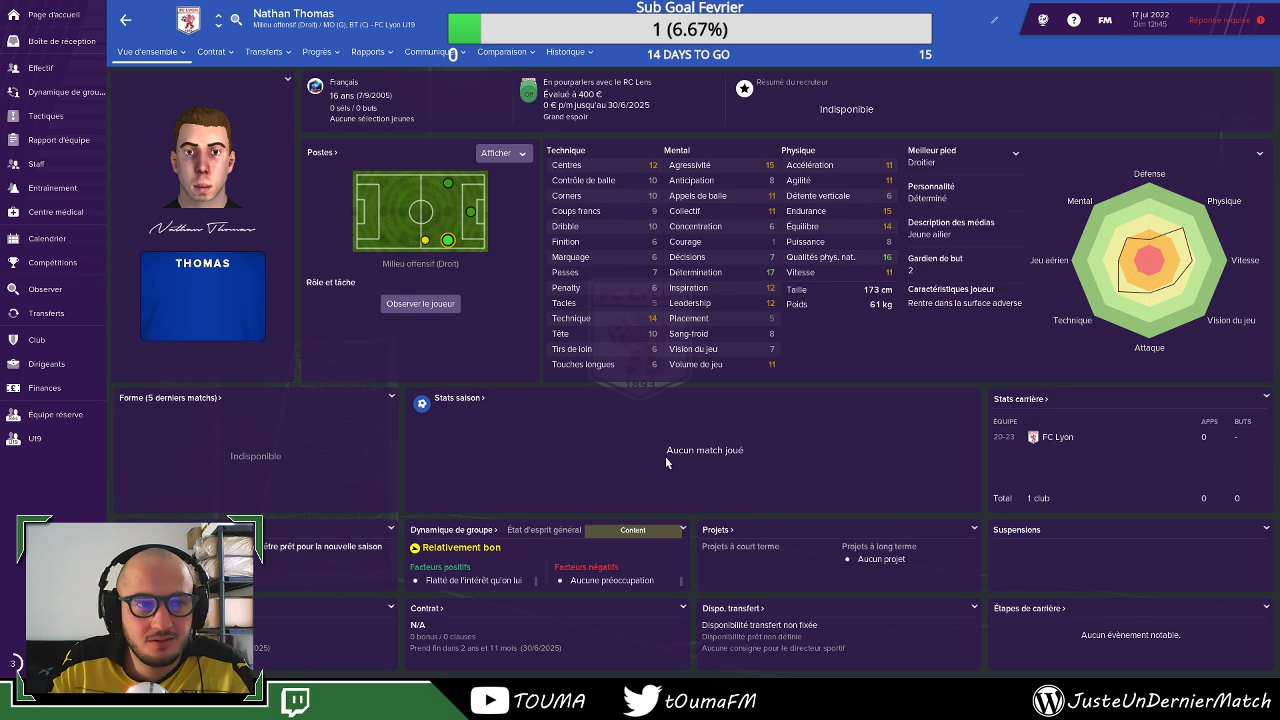 Sub Goal Fevrier
1 (6.67%)
0
14 DAYS TO GO
15
Nathan Thomas
Milieu offensif (Droit) / MO (G), BT (C) - FC Lyon U19
FM
17 jul 2022
Dim 12h45
Réponse requise
Vue d'ensemble
Contrat
Transferts
Progrès
Rapports
Comparaison
Historique
Page d'accueil
Boîte de réception
Effectif
Dynamique de grou...
Tactiques
Rapport d'équipe
Staff
Entraînement
Centre médical
Calendrier
Compétitions
Observer
Transferts
Club
Dirigeants
Finances
Équipe réserve
U19
Nathan Thomas
THOMAS
Français
16 ans (7/9/2005)
0 séls / 0 buts
Aucune sélection jeunes
Off
En pourparlers avec le RC Lens
Évalué à 400 €
0 € p/m jusqu'au 30/6/2025
Grand espoir
Résumé du recruteur
Indisponible
Postes >
Afficher
Milieu offensif (Droit)
Rôle et tâche
Observer le joueur
Technique
Centres 12
Contrôle de balle 10
Corners 10
Coups francs 9
Dribble 10
Finition 6
Marquage 6
Passes 7
Penalty 6
Tacles 5
Technique 14
Tête 10
Tirs de loin 6
Touches longues 6
Mental
Agressivité 15
Anticipation 8
Appels de balle 11
Collectif 11
Concentration 6
Courage 1
Décisions 7
Détermination 17
Inspiration 12
Leadership 12
Placement 5
Sang-froid 8
Vision du jeu 7
Volume de jeu 11
Physique
Accélération 11
Agilité 11
Détente verticale 6
Endurance 15
Équilibre 14
Puissance 8
Qualités phys. nat. 16
Vitesse 11
Taille 173 cm
Poids 61 kg
Meilleur pied
Droitier
Personnalité
Déterminé
Description des médias
Jeune ailier
Gardien de but
2
Caractéristiques joueur
Rentre dans la surface adverse
Défense
Mental
Physique
Jeu aérien
Vitesse
Technique
Vision du jeu
Attaque
FC LYON
1893
Forme (5 derniers matchs) >
Indisponible
Stats saison >
Aucun match joué
Stats carrière >
ÉQUIPE APPS BUTS
20-23 FC Lyon 0 -
Total 1 club 0 0
être prêt pour la nouvelle saison
Dynamique de groupe > État d'esprit général Content
Relativement bon
Facteurs positifs
Flatté de l'intérêt qu'on lui
Facteurs négatifs
Aucune préoccupation
Projets >
Projets à court terme
Projets à long terme
Aucun projet
Suspensions
Contrat >
N/A
0 bonus / 0 clauses
Prend fin dans 2 ans et 11 mois (30/6/2025)
Dispo. transfert >
Disponibilité transfert non fixée
Disponibilité prêt non définie
Aucune consigne pour le directeur sportif
Étapes de carrière >
Aucun évènement notable.
TOUMA
tOumaFM
JusteUnDernierMatch